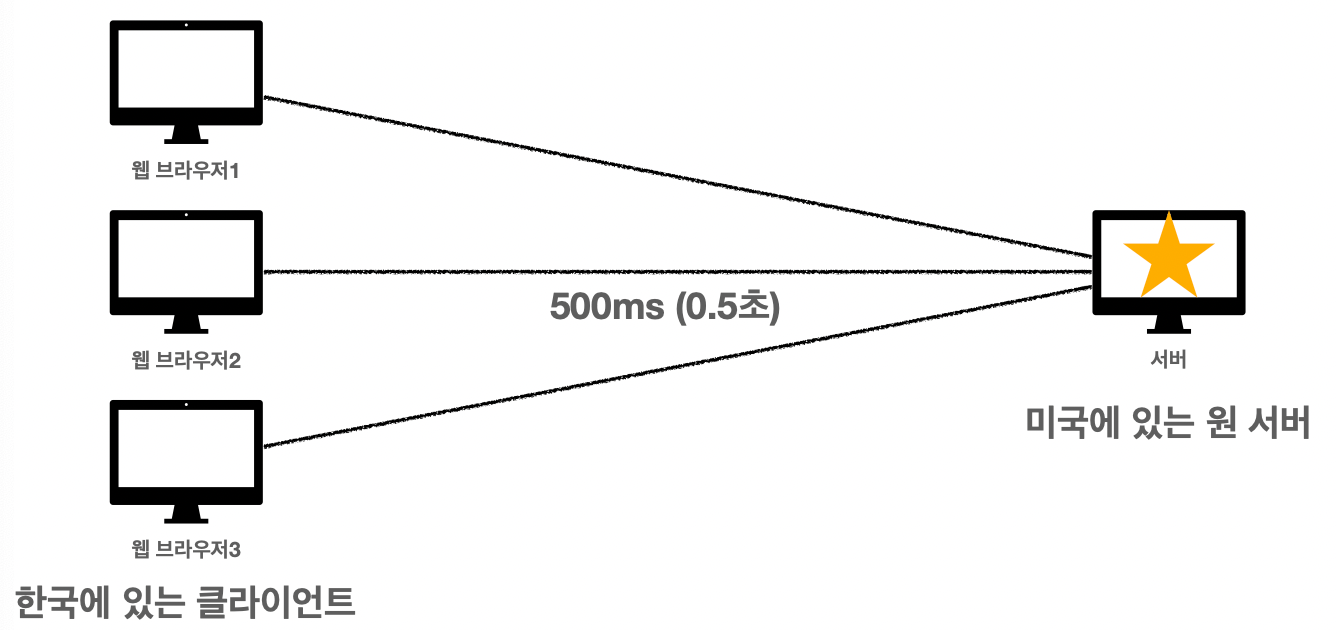 웹 브라우저1
웹 브라우저2
500ms (0.5초)
서버
미국에 있는 원 서버
웹 브라우저3
한국에 있는 클라이언트